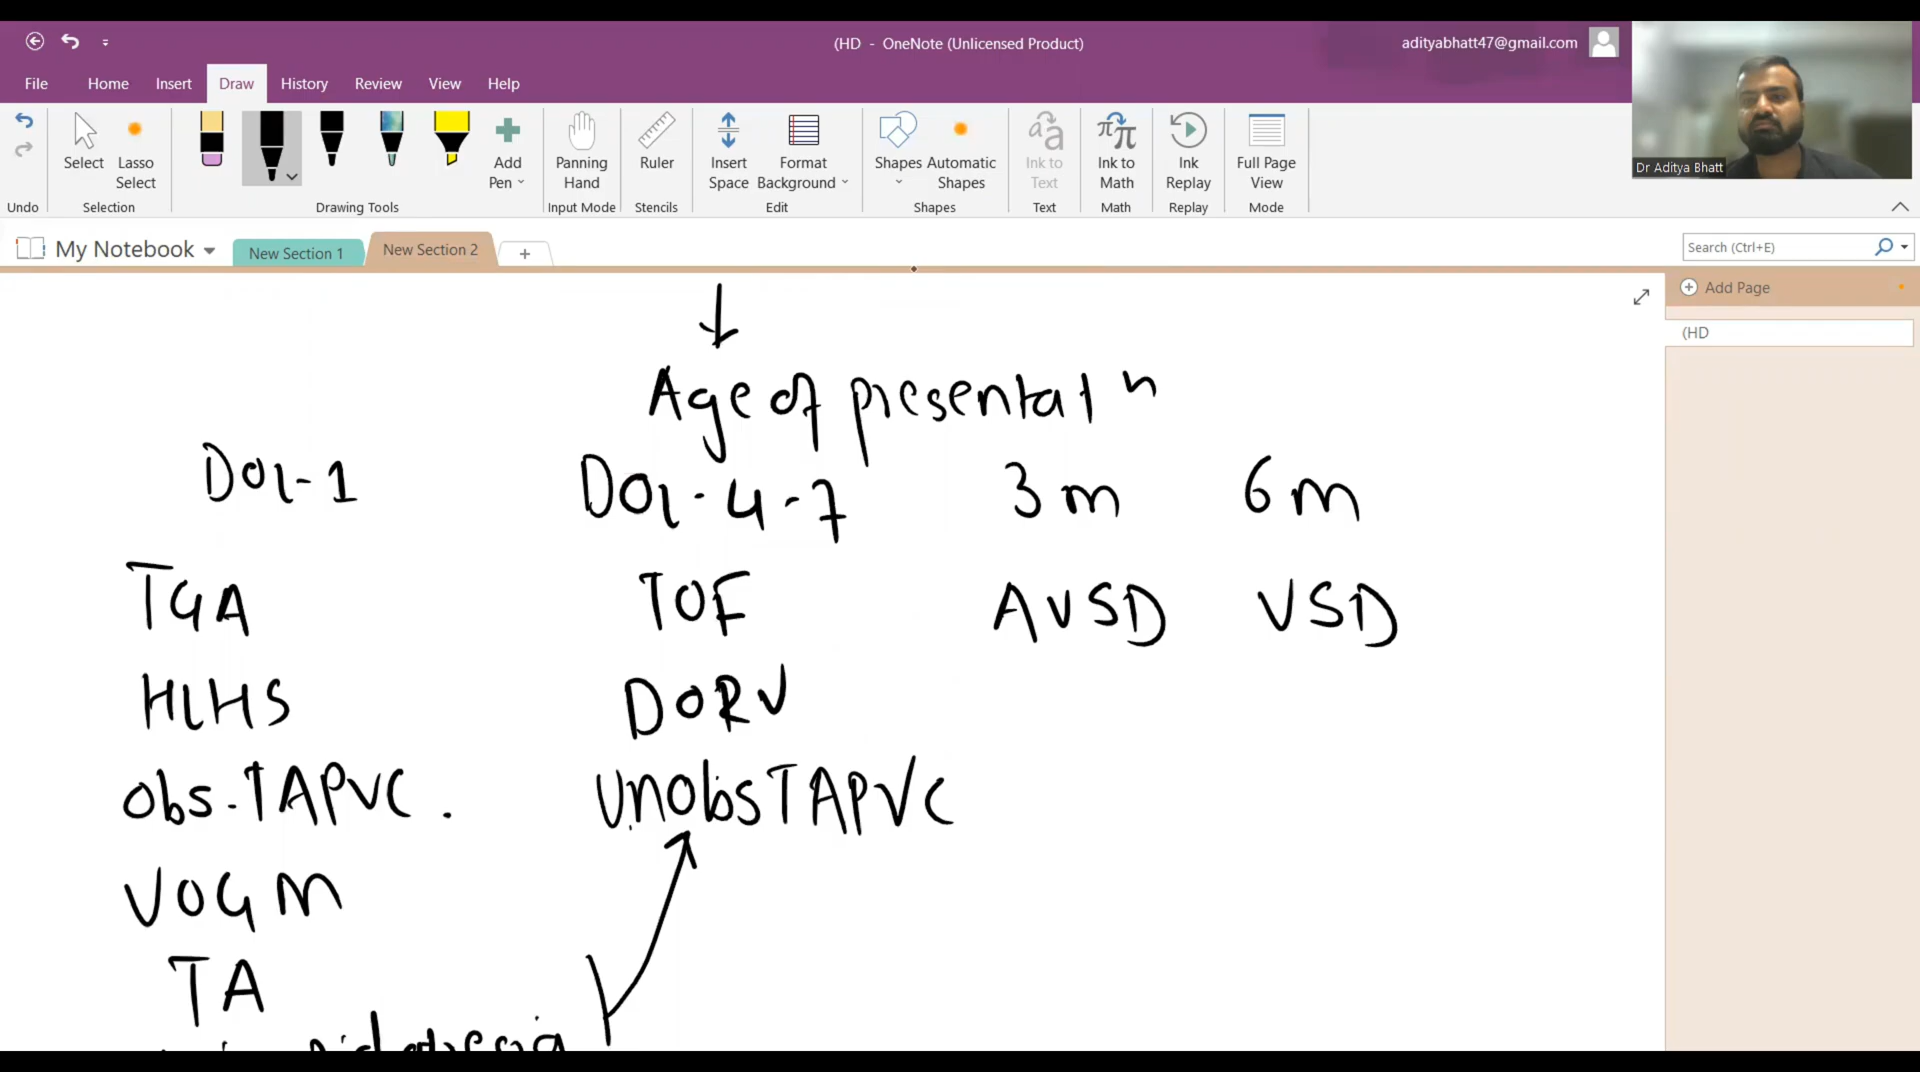 (HD - OneNote (Unlicensed Product)
adityabhatt47@gmail.com
File Home Insert Draw History Review View Help
Select
Lasso Select
Add Pen
Panning Hand
Ruler
Insert Space
Format Background
Shapes
Automatic Shapes
Ink to Text
Ink to Math
Ink Replay
Full Page View
Undo Selection Drawing Tools Input Mode Stencils Edit Shapes Text Math Replay Mode
Dr Aditya Bhatt
My Notebook New Section 1 New Section 2 +
Search (Ctrl+E)
Add Page
(HD
Age of presentat n
DOL-1 DOL-4-7 3m 6m
TGA TOF AVSD VSD
HLHS DORV
Obs.TAPVC. UnobsTAPVC
VOGM
TA